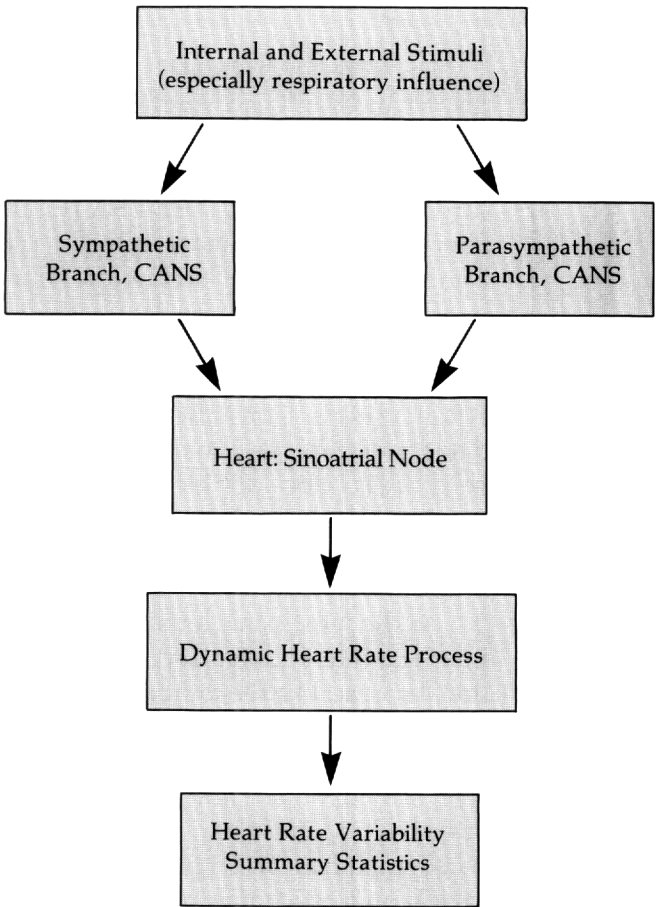 Internal and External Stimuli
(especially respiratory influence)
Sympathetic
Branch, CANS
Parasympathetic
Branch, CANS
Heart: Sinoatrial Node
Dynamic Heart Rate Process
Heart Rate Variability
Summary Statistics